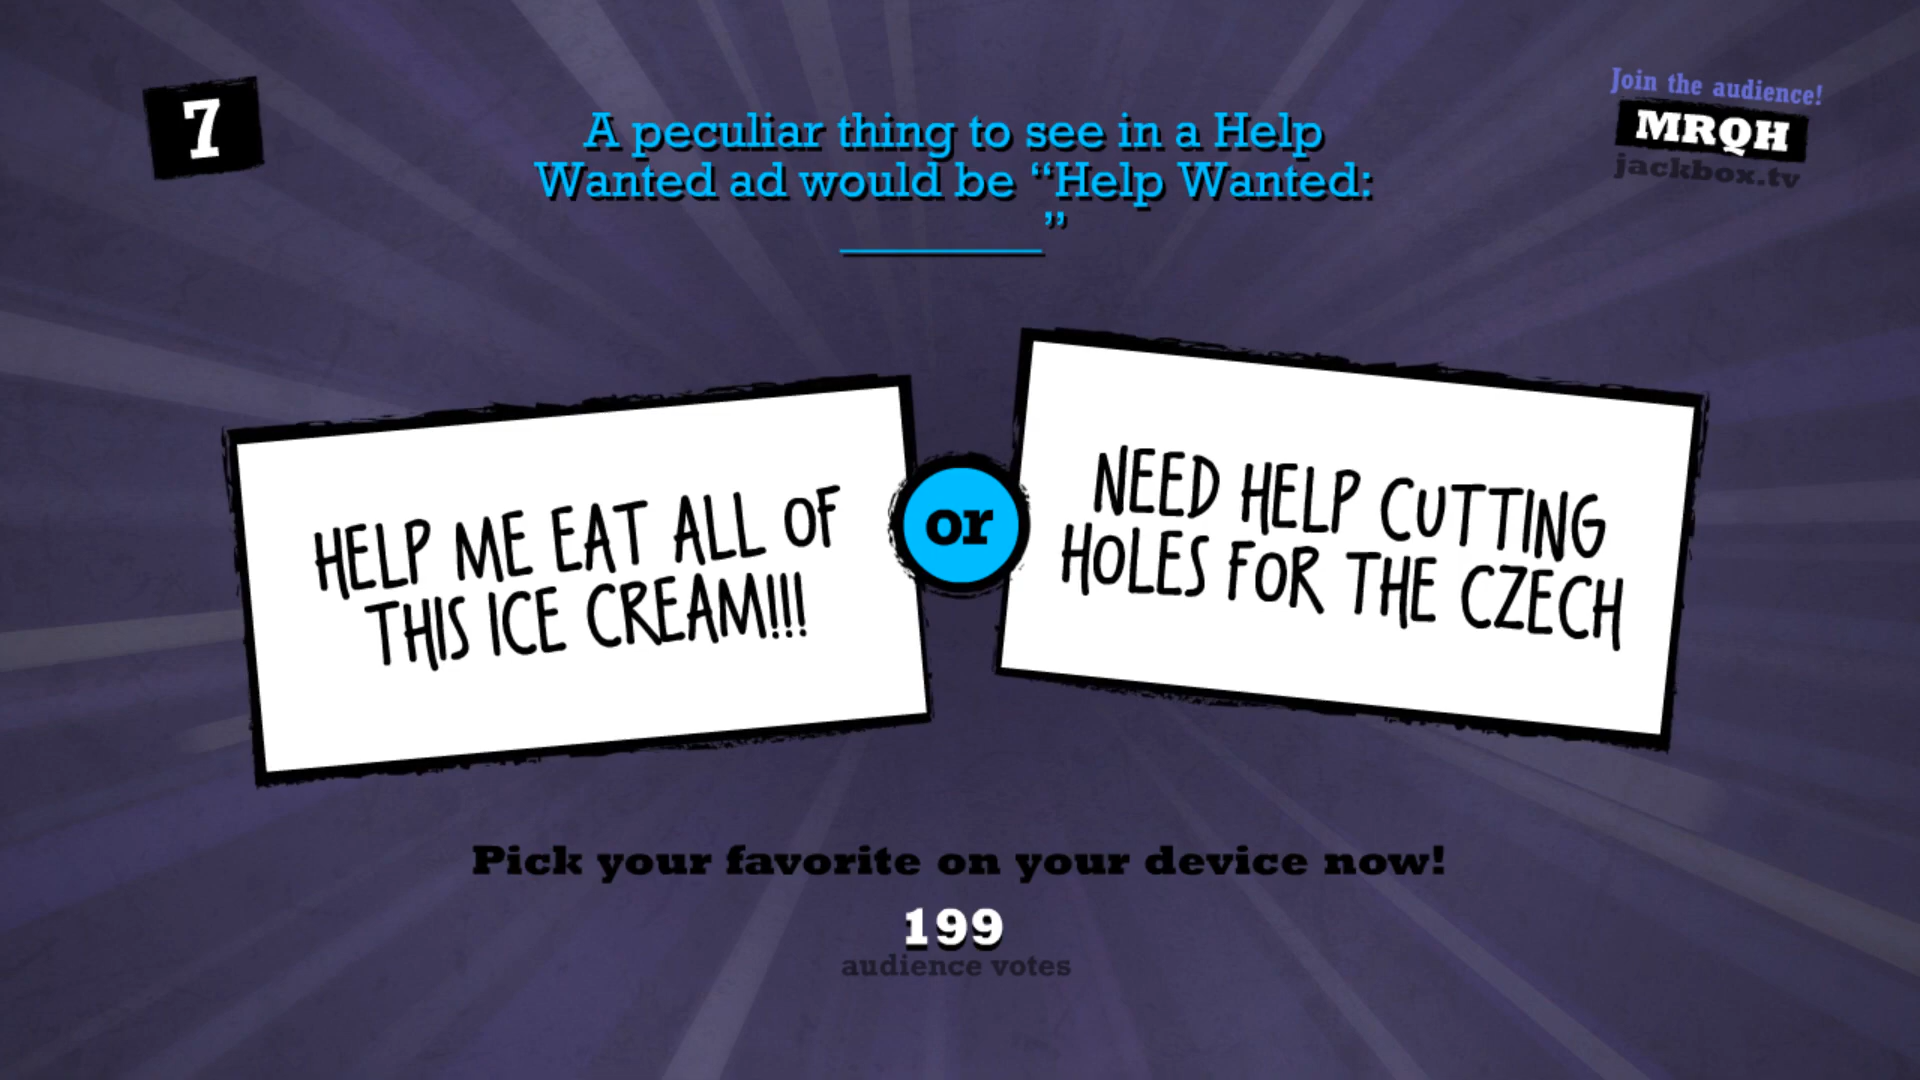 7
A peculiar thing to see in a Help
Wanted ad would be “Help Wanted:
__________”
Join the audience!
MRQH
jackbox.tv
HELP ME EAT ALL OF
THIS ICE CREAM!!!
or
NEED HELP CUTTING
HOLES FOR THE CZECH
Pick your favorite on your device now!
199
audience votes